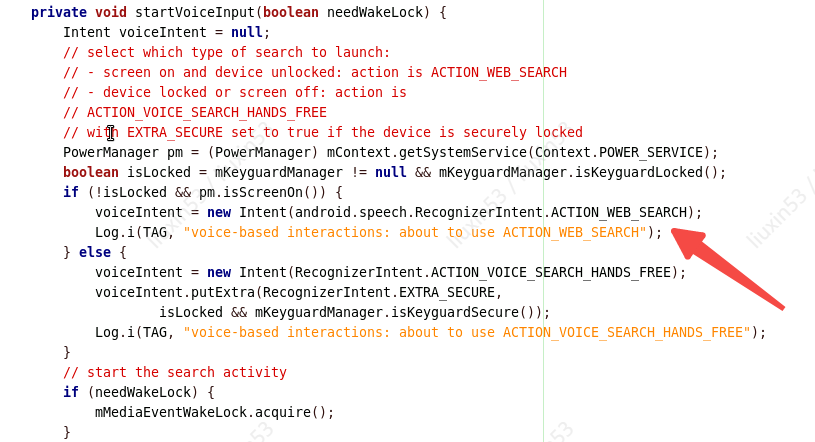 private void startVoiceInput(boolean needWakeLock) {
Intent voiceIntent = null;
// select which type of search to launch:
// - screen on and device unlocked: action is ACTION_WEB_SEARCH
// - device locked or screen off: action is
// ACTION_VOICE_SEARCH_HANDS_FREE
// with EXTRA_SECURE set to true if the device is securely locked
PowerManager pm = (PowerManager) mContext.getSystemService(Context.POWER_SERVICE);
boolean isLocked = mKeyguardManager != null && mKeyguardManager.isKeyguardLocked();
if (!isLocked && pm.isScreenOn()) {
voiceIntent = new Intent(android.speech.RecognizerIntent.ACTION_WEB_SEARCH);
Log.i(TAG, "voice-based interactions: about to use ACTION_WEB_SEARCH");
} else {
voiceIntent = new Intent(RecognizerIntent.ACTION_VOICE_SEARCH_HANDS_FREE);
voiceIntent.putExtra(RecognizerIntent.EXTRA_SECURE,
isLocked && mKeyguardManager.isKeyguardSecure());
Log.i(TAG, "voice-based interactions: about to use ACTION_VOICE_SEARCH_HANDS_FREE");
}
// start the search activity
if (needWakeLock) {
mMediaEventWakeLock.acquire();
}